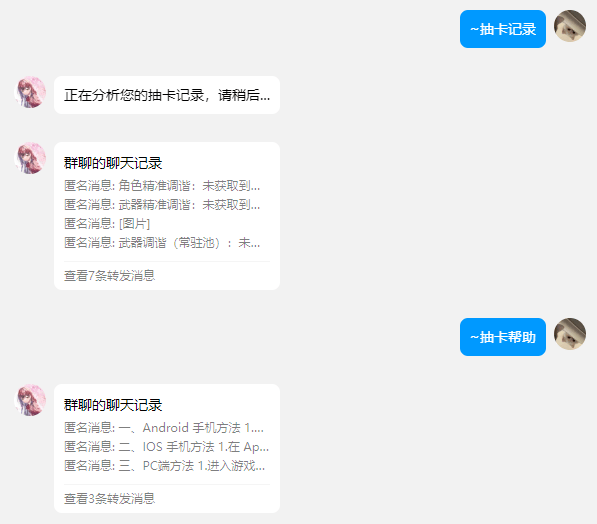 ~抽卡记录
正在分析您的抽卡记录，请稍后...
群聊的聊天记录
匿名消息: 角色精准调谐：未获取到...
匿名消息: 武器精准调谐：未获取到...
匿名消息: [图片]
匿名消息: 武器调谐（常驻池）：未...
查看7条转发消息
~抽卡帮助
群聊的聊天记录
匿名消息: 一、Android 手机方法 1....
匿名消息: 二、IOS 手机方法 1.在 Ap...
匿名消息: 三、PC端方法 1.进入游戏...
查看3条转发消息